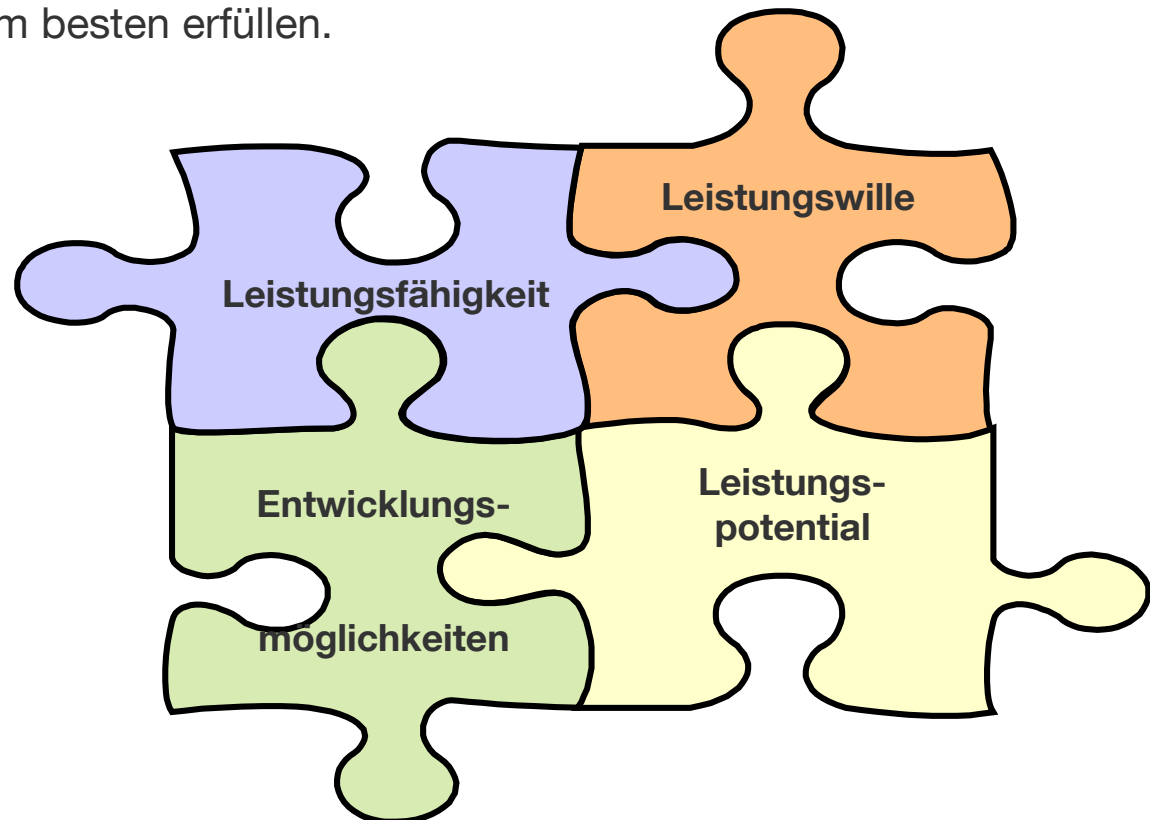 m besten erfüllen.
Leistungswille
Leistungsfähigkeit
Entwicklungs-
möglichkeiten
Leistungs-
potential